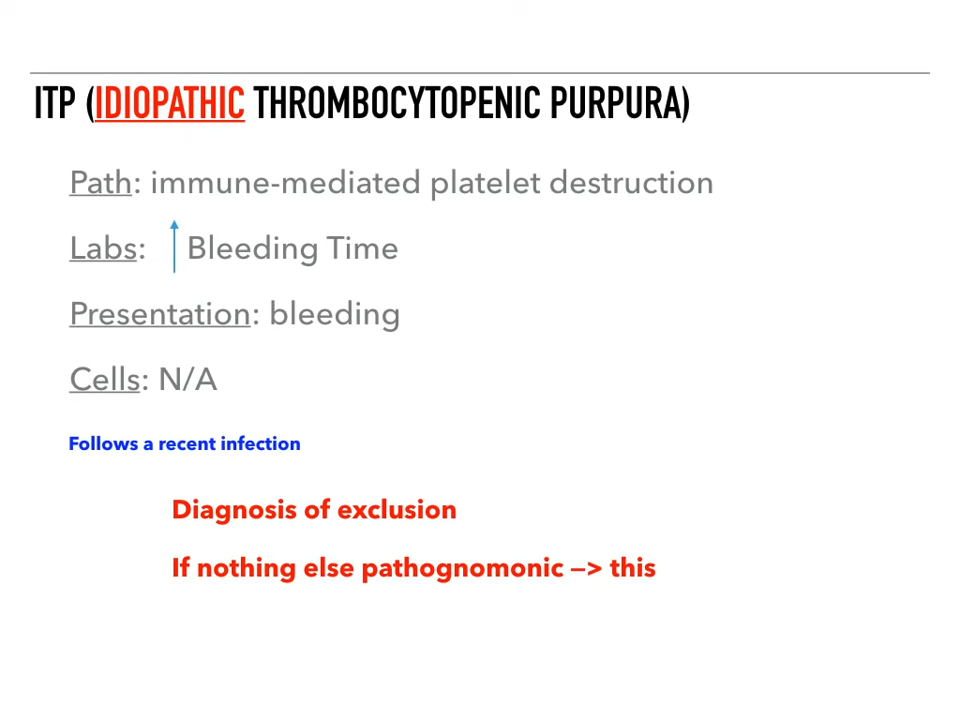 ITP (IDIOPATHIC THROMBOCYTOPENIC PURPURA)
Path: immune-mediated platelet destruction
Labs: Bleeding Time
Presentation: bleeding
Cells: N/A
Follows a recent infection
Diagnosis of exclusion
If nothing else pathognomonic —> this